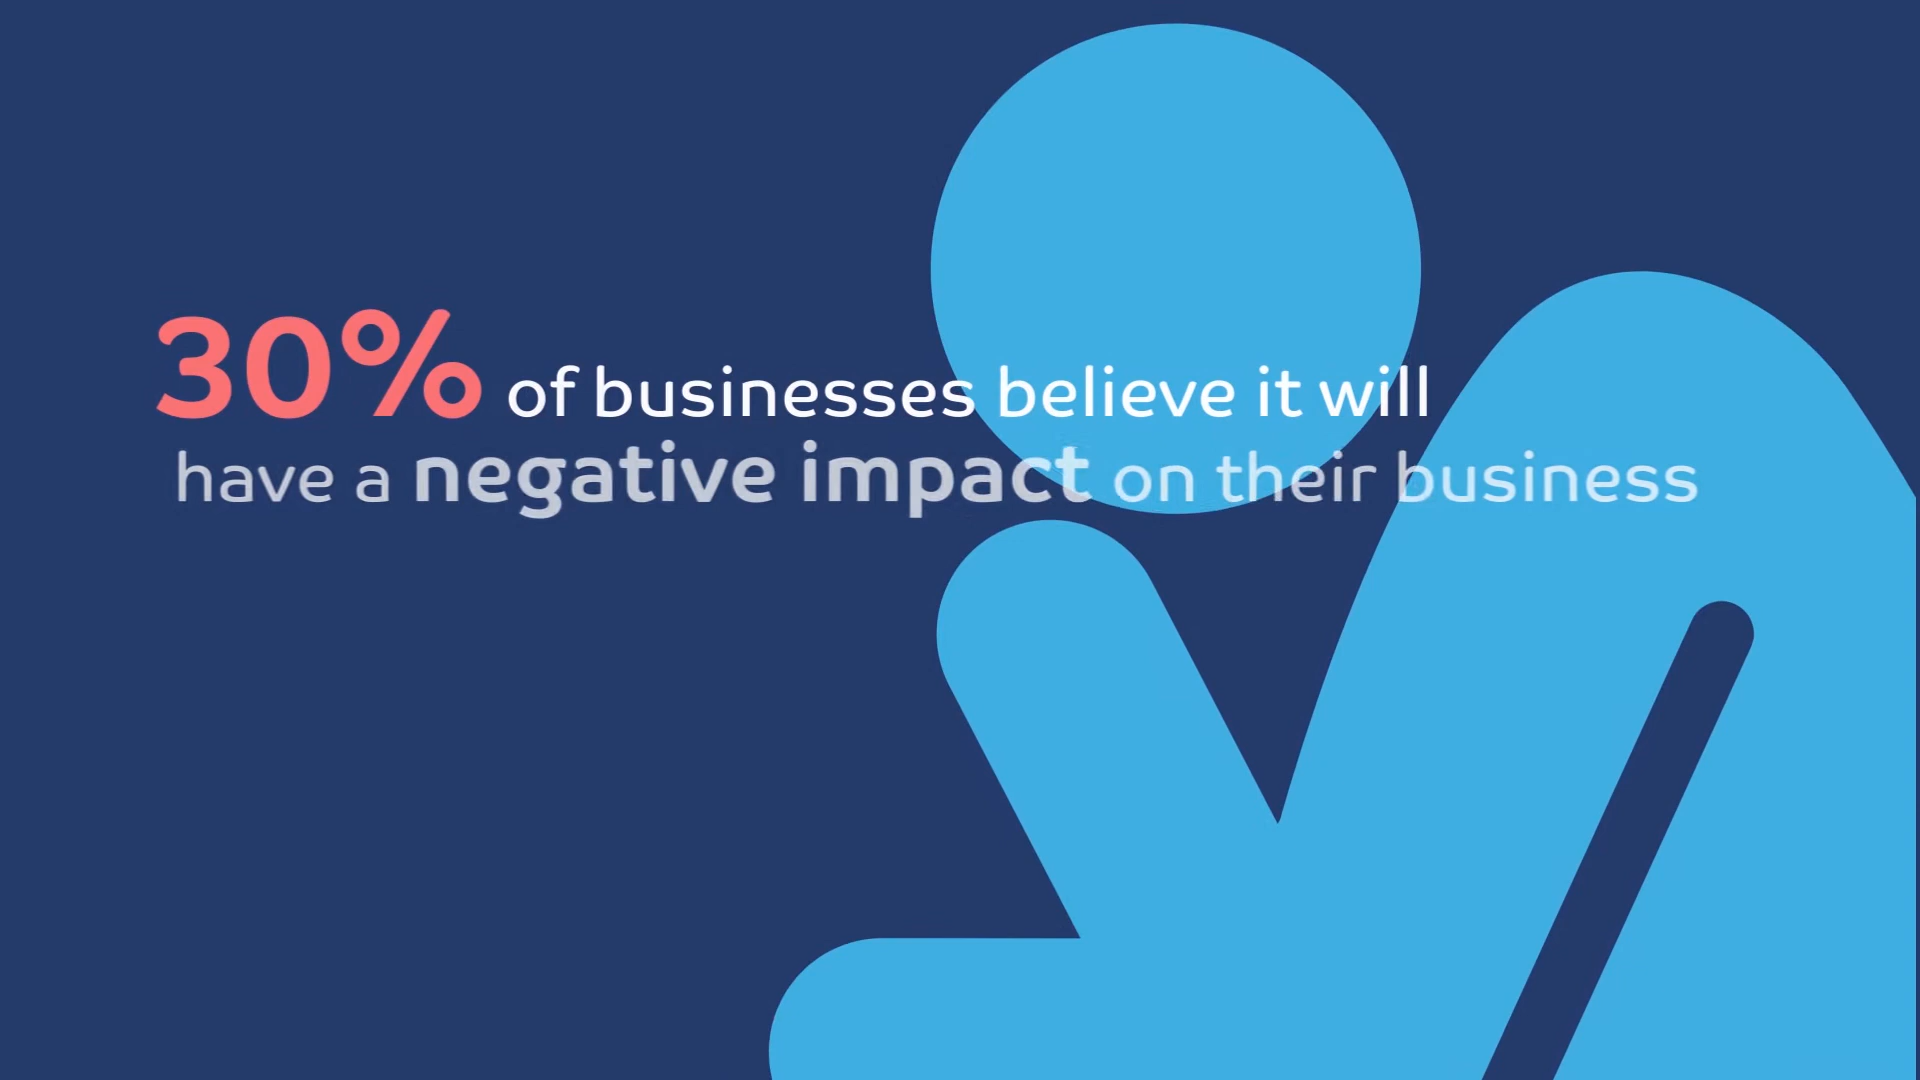 30% of businesses believe it will
have a negative impact on their business